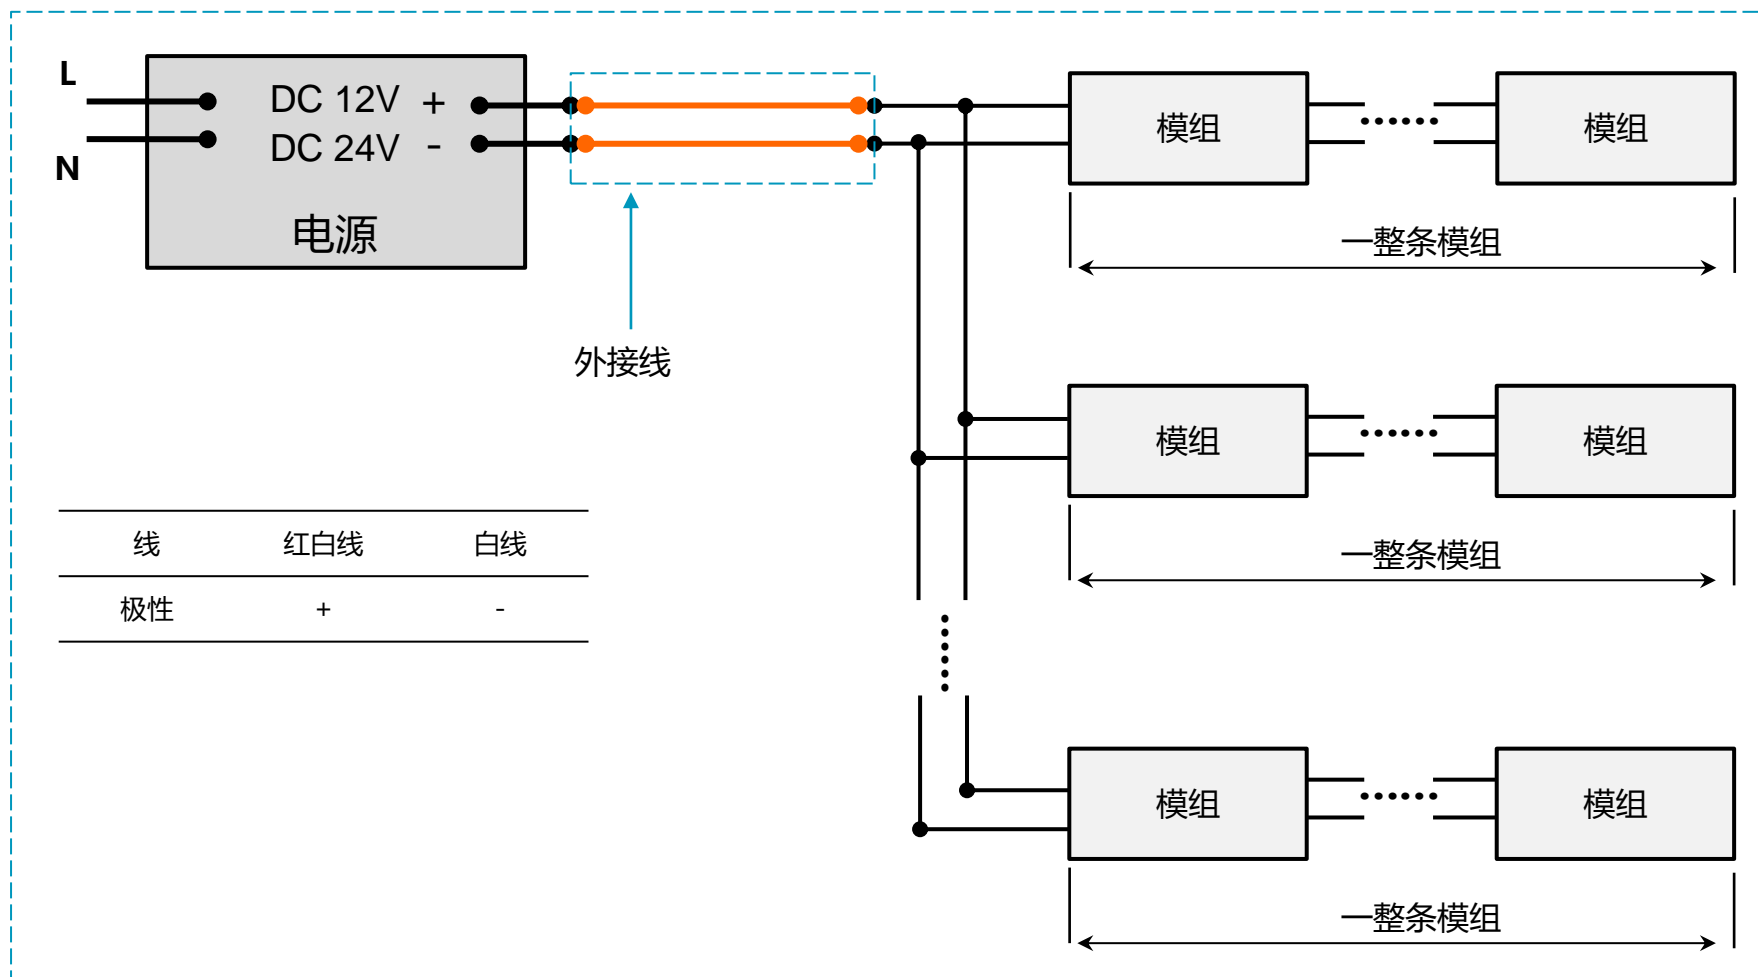 L
N
DC 12V +
DC 24V -
电源
外接线
模组 ...... 模组
一整条模组
模组 ...... 模组
一整条模组
线 红白线 白线
极性 + -
模组 ...... 模组
一整条模组